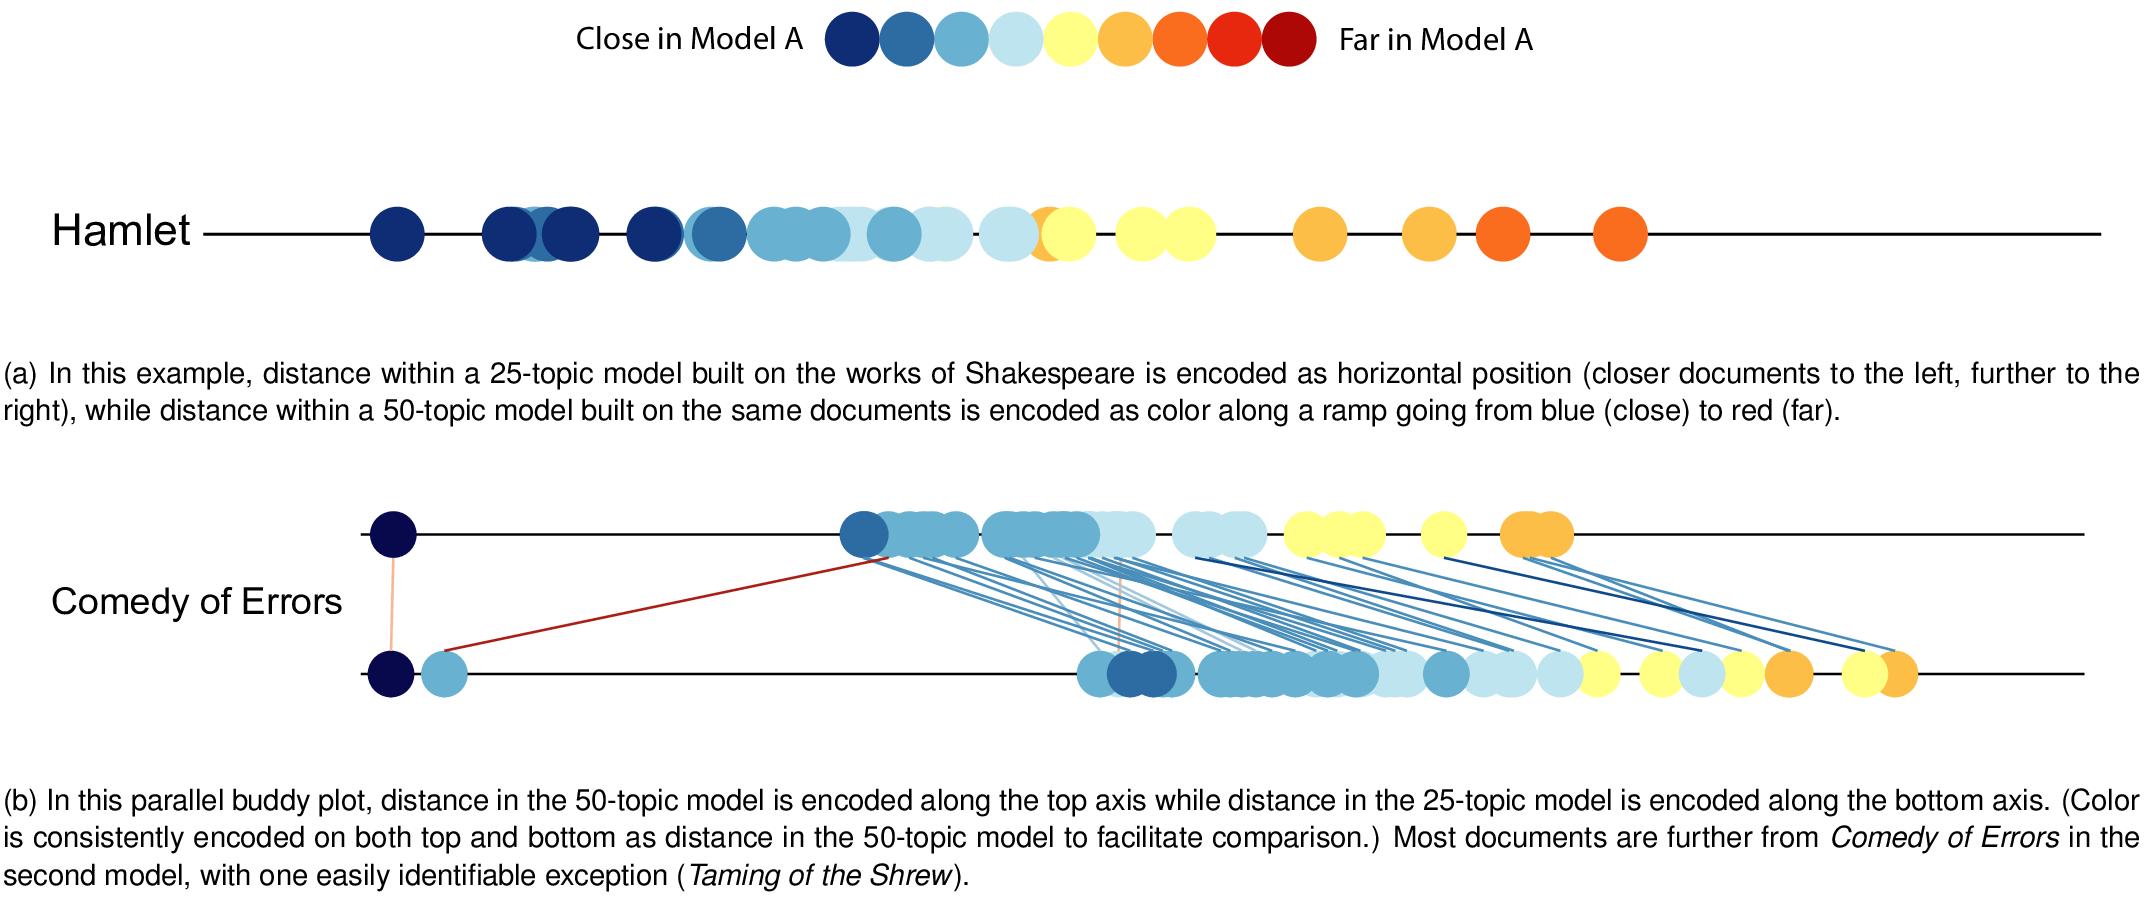 Close in Model A Far in Model A
Hamlet
(a) In this example, distance within a 25-topic model built on the works of Shakespeare is encoded as horizontal position (closer documents to the left, further to the
right), while distance within a 50-topic model built on the same documents is encoded as color along a ramp going from blue (close) to red (far).
Comedy of Errors
(b) In this parallel buddy plot, distance in the 50-topic model is encoded along the top axis while distance in the 25-topic model is encoded along the bottom axis. (Color
is consistently encoded on both top and bottom as distance in the 50-topic model to facilitate comparison.) Most documents are further from Comedy of Errors in the
second model, with one easily identifiable exception (Taming of the Shrew).